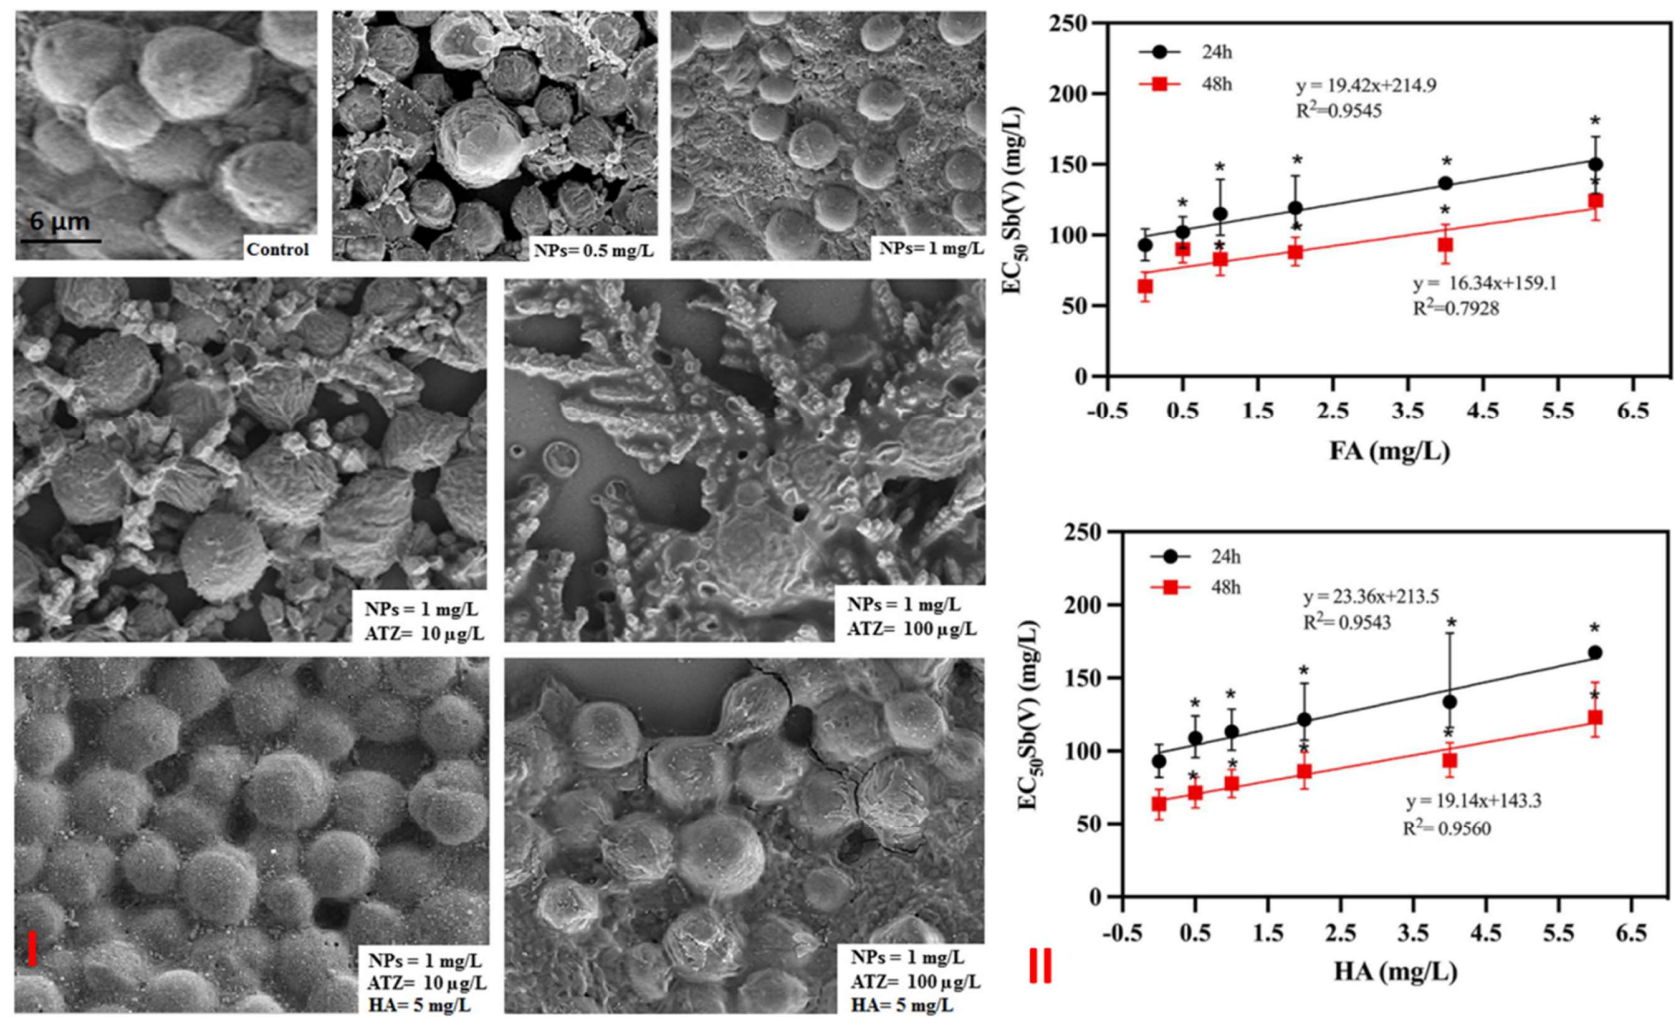 6 µm
Control
NPs= 0.5 mg/L
NPs= 1 mg/L
NPs = 1 mg/L
ATZ= 10 µg/L
NPs = 1 mg/L
ATZ= 100 µg/L
NPs = 1 mg/L
ATZ= 10 µg/L
HA= 5 mg/L
NPs = 1 mg/L
ATZ= 100 µg/L
HA= 5 mg/L
I
EC50 Sb(V) (mg/L)
250
200
150
100
50
0
24h
48h
y = 19.42x+214.9
R²=0.9545
y = 16.34x+159.1
R²=0.7928
* * * * *
* * * * *
-0.5 0.5 1.5 2.5 3.5 4.5 5.5 6.5
FA (mg/L)
EC50Sb(V) (mg/L)
250
200
150
100
50
0
24h
48h
y = 23.36x+213.5
R²= 0.9543
y = 19.14x+143.3
R²= 0.9560
* * * * *
* * * * *
-0.5 0.5 1.5 2.5 3.5 4.5 5.5 6.5
HA (mg/L)
II